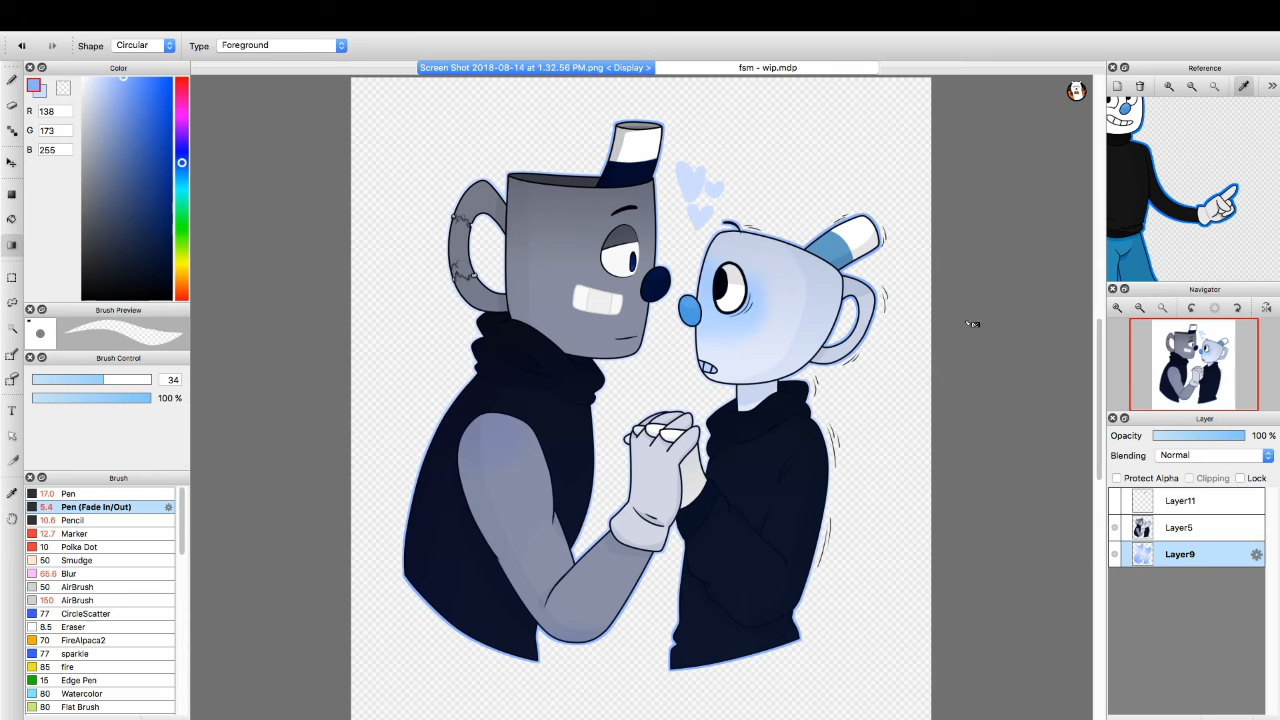 Shape Circular Type Foreground
Color
Screen Shot 2018-08-14 at 1.32.56 PM.png < Display >
fsm - wip.mdp
Reference
R 138
G 173
B 255
Brush Preview
Brush Control
34
100 %
Brush
17.0 Pen
5.4 Pen (Fade In/Out)
10.6 Pencil
12.7 Marker
10 Polka Dot
50 Smudge
65.6 Blur
50 AirBrush
150 AirBrush
77 CircleScatter
8.5 Eraser
70 FireAlpaca2
77 sparkle
85 fire
15 Edge Pen
80 Watercolor
80 Flat Brush
Navigator
Layer
Opacity 100 %
Blending Normal
Protect Alpha Clipping Lock
Layer11
Layer5
Layer9